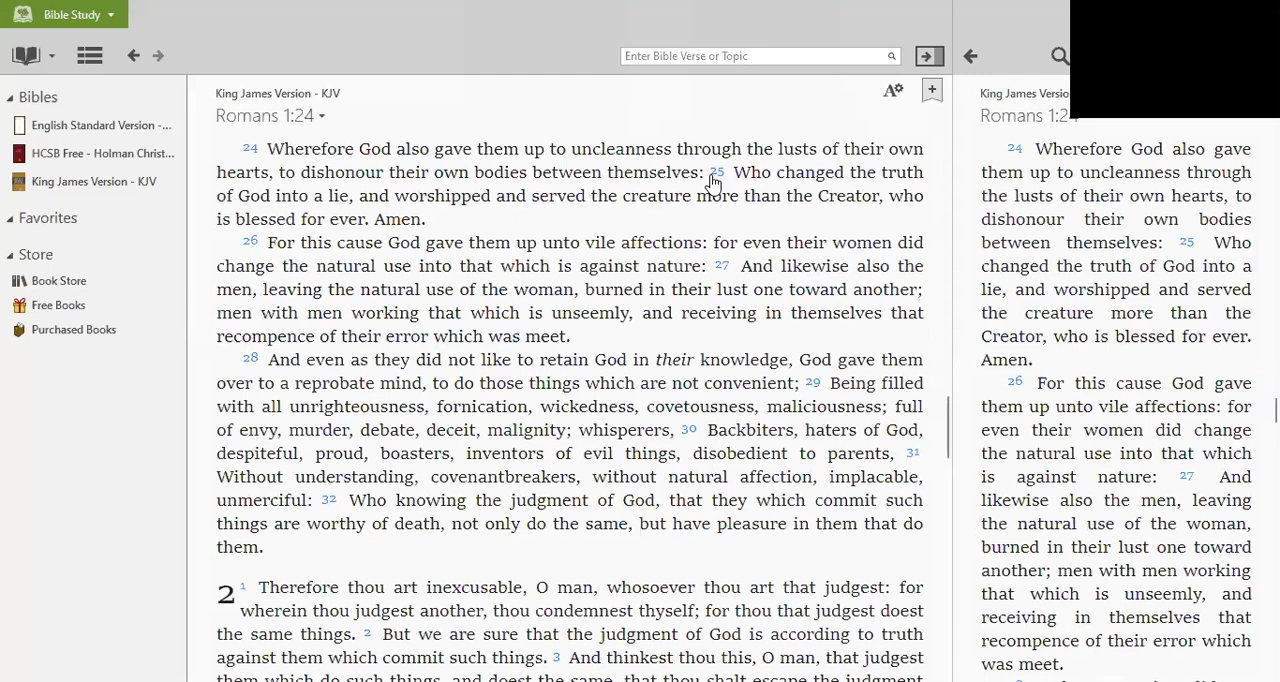 Bible Study
Enter Bible Verse or Topic
Bibles
English Standard Version -...
HCSB Free - Holman Christ...
King James Version - KJV
Favorites
Store
Book Store
Free Books
Purchased Books
King James Version - KJV
Romans 1:24
24 Wherefore God also gave them up to uncleanness through the lusts of their own
hearts, to dishonour their own bodies between themselves: 25 Who changed the truth
of God into a lie, and worshipped and served the creature more than the Creator, who
is blessed for ever. Amen.
26 For this cause God gave them up unto vile affections: for even their women did
change the natural use into that which is against nature: 27 And likewise also the
men, leaving the natural use of the woman, burned in their lust one toward another;
men with men working that which is unseemly, and receiving in themselves that
recompence of their error which was meet.
28 And even as they did not like to retain God in their knowledge, God gave them
over to a reprobate mind, to do those things which are not convenient; 29 Being filled
with all unrighteousness, fornication, wickedness, covetousness, maliciousness; full
of envy, murder, debate, deceit, malignity; whisperers, 30 Backbiters, haters of God,
despiteful, proud, boasters, inventors of evil things, disobedient to parents, 31
Without understanding, covenantbreakers, without natural affection, implacable,
unmerciful: 32 Who knowing the judgment of God, that they which commit such
things are worthy of death, not only do the same, but have pleasure in them that do
them.
2 1 Therefore thou art inexcusable, O man, whosoever thou art that judgest: for
wherein thou judgest another, thou condemnest thyself; for thou that judgest doest
the same things. 2 But we are sure that the judgment of God is according to truth
against them which commit such things. 3 And thinkest thou this, O man, that judgest
them which do such things, and doest the same, that thou shalt escape the judgment
King James Versio
Romans 1:24
24 Wherefore God also gave
them up to uncleanness through
the lusts of their own hearts, to
dishonour their own bodies
between themselves: 25 Who
changed the truth of God into a
lie, and worshipped and served
the creature more than the
Creator, who is blessed for ever.
Amen.
26 For this cause God gave
them up unto vile affections: for
even their women did change
the natural use into that which
is against nature: 27 And
likewise also the men, leaving
the natural use of the woman,
burned in their lust one toward
another; men with men working
that which is unseemly, and
receiving in themselves that
recompence of their error which
was meet.